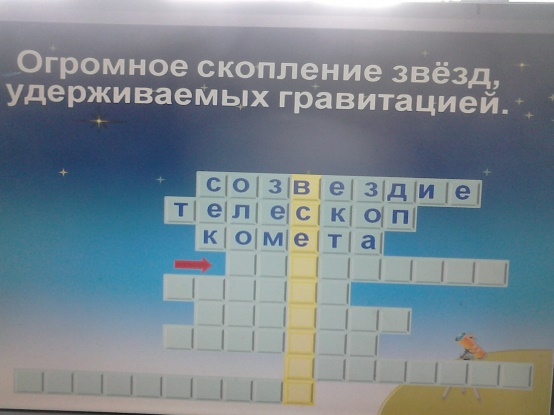 Огромное скопление звёзд,
удерживаемых гравитацией.
созвездие
телескоп
комета